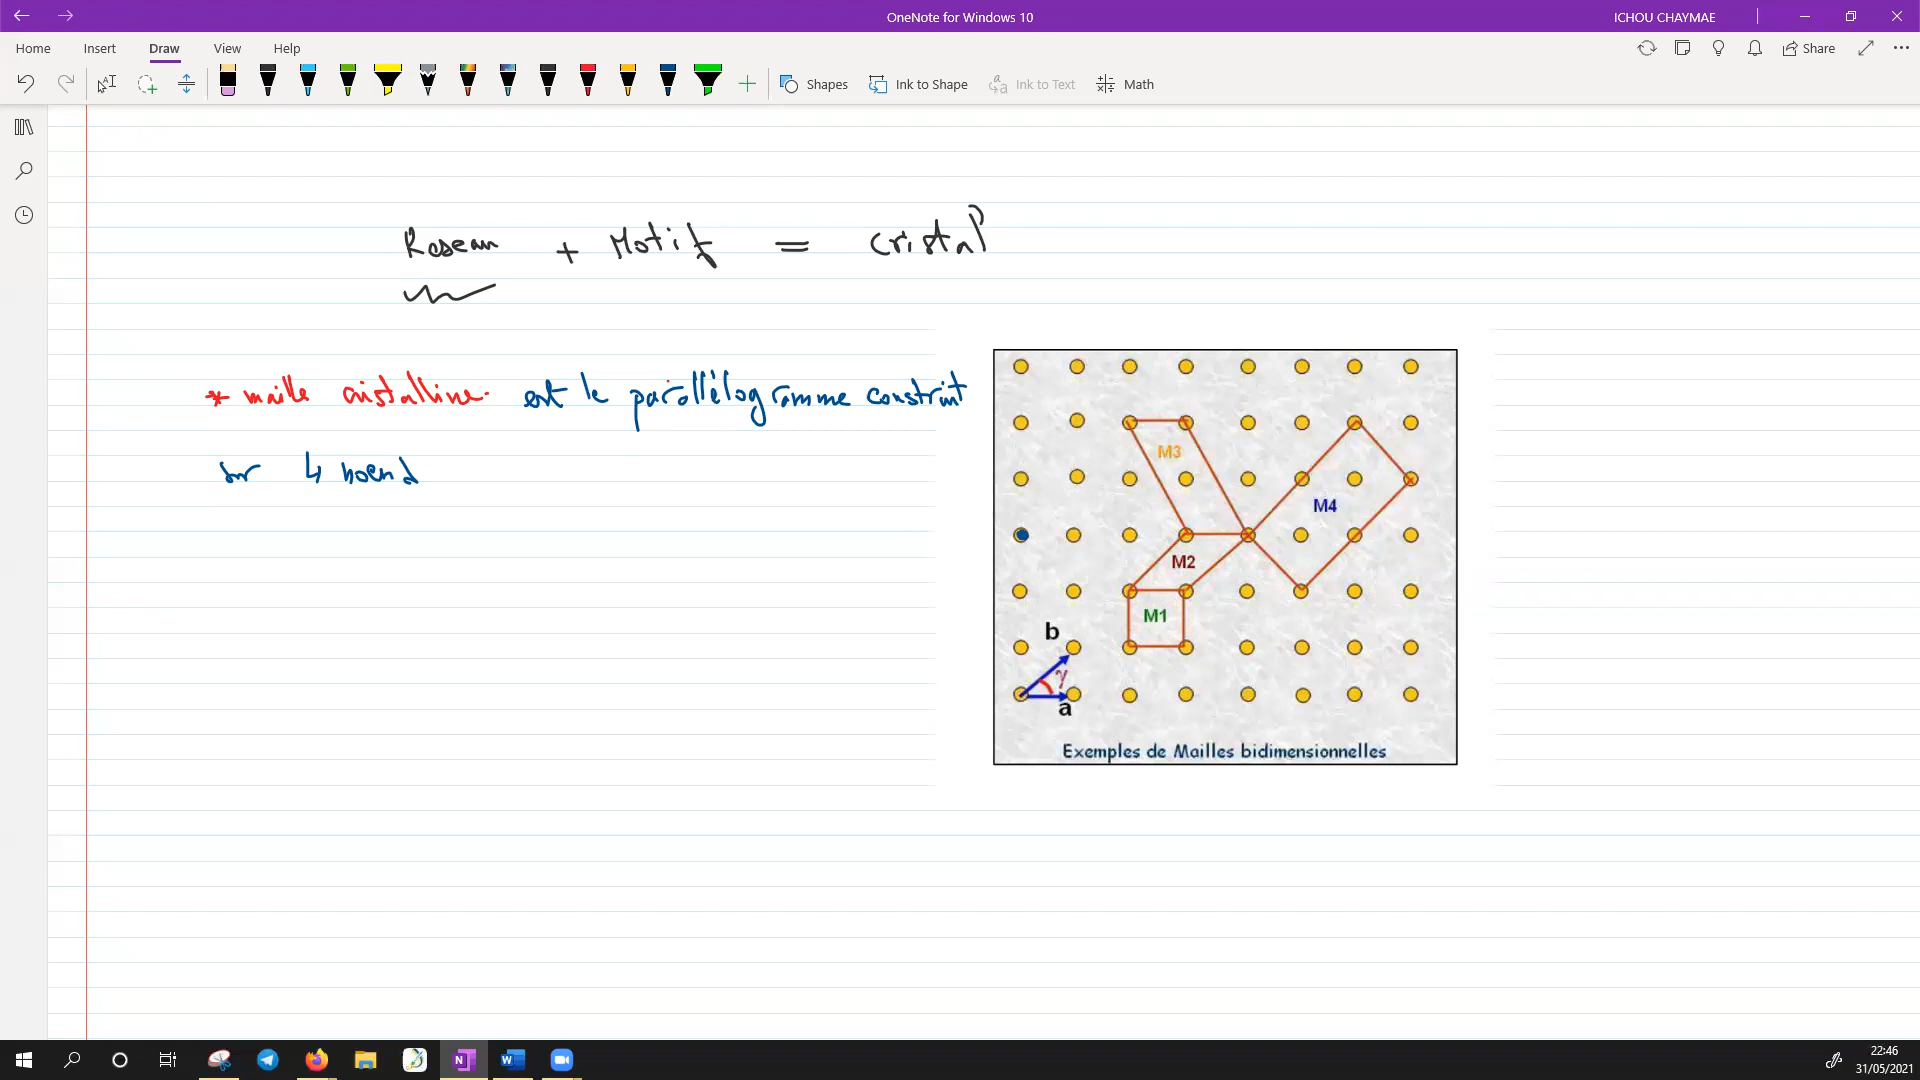 OneNote for Windows 10
ICHOU CHAYMAE
Home Insert Draw View Help
Share
Shapes Ink to Shape Ink to Text Math
Reseau + Motif = Cristal
* maille cristalline. est le parallélogramme construit
sur 4 noeud
M3
M4
M2
M1
b
γ
a
Exemples de Mailles bidimensionnelles
22:46
31/05/2021